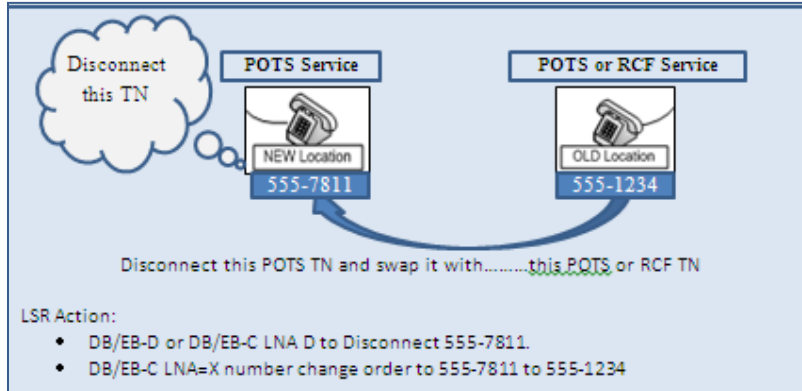 Disconnect
this TN
POTS Service
POTS or RCF Service
NEW Location
OLD Location
555-7811
555-1234
Disconnect this POTS TN and swap it with.........this POTS or RCF TN
LSR Action:
• DB/EB-D or DB/EB-C LNA D to Disconnect 555-7811.
• DB/EB-C LNA=X number change order to 555-7811 to 555-1234